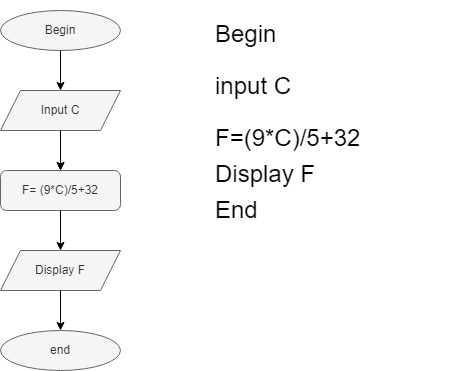 Begin
Input C
F= (9*C)/5+32
Display F
end
Begin
input C
F=(9*C)/5+32
Display F
End